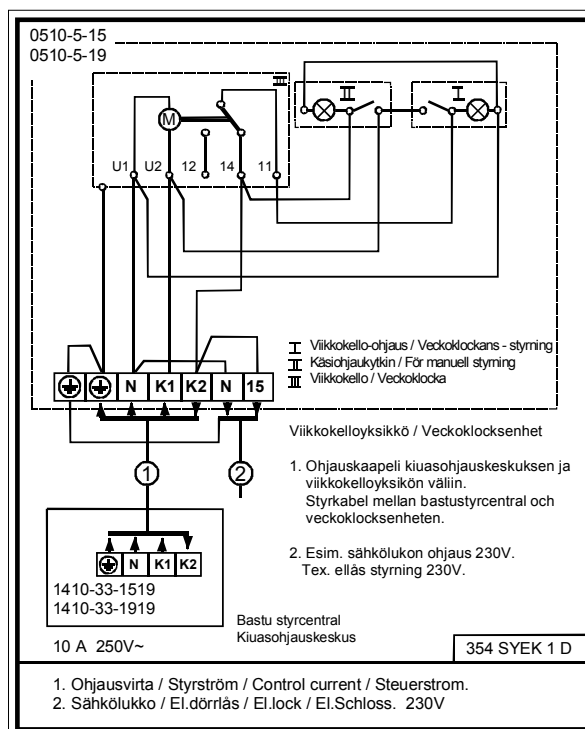 0510-5-15
0510-5-19
III
II
I
M
U1 U2 12 14 11
I Viikkokello-ohjaus / Veckoklockans - styrning
II Käsiohjaukytkin / För manuell styrning
III Viikkokello / Veckoklocka
N K1 K2 N 15
Viikkokelloyksikkö / Veckoklocksenhet
1 2
1. Ohjauskaapeli kiuasohjauskeskuksen ja
viikkokelloyksikön väliin.
Styrkabel mellan bastustyrcentral och
veckoklocksenheten.
2. Esim. sähkölukon ohjaus 230V.
Tex. ellås styrning 230V.
N K1 K2
1410-33-1519
1410-33-1919
Bastu styrcentral
Kiuasohjauskeskus
10 A 250V~
354 SYEK 1 D
1. Ohjausvirta / Styrström / Control current / Steuerstrom.
2. Sähkölukko / El.dörrlås / El.lock / El.Schloss. 230V